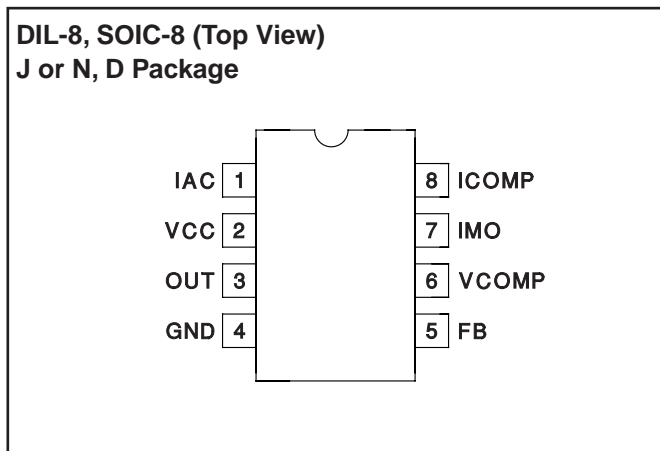 DIL-8, SOIC-8 (Top View)
J or N, D Package
IAC 1 8 ICOMP
VCC 2 7 IMO
OUT 3 6 VCOMP
GND 4 5 FB